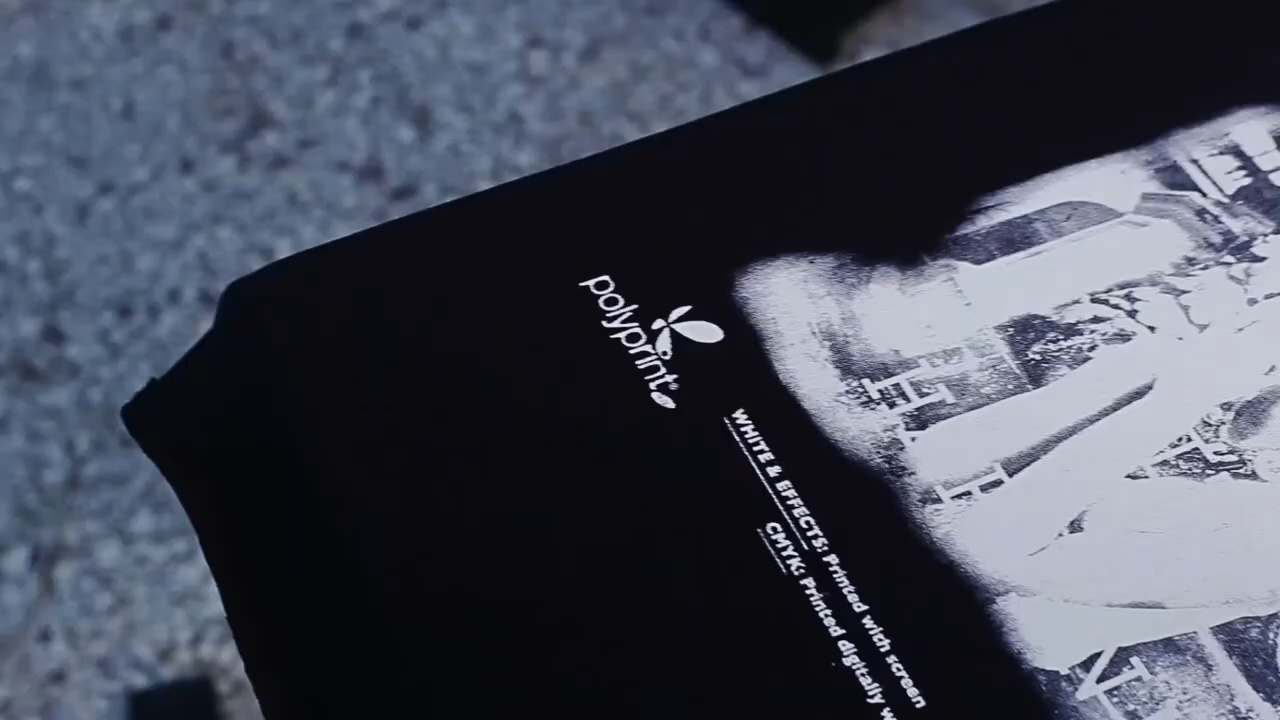 polyprint®
WHITE & EFFECTS: Printed with screen
CMYK: Printed digitally